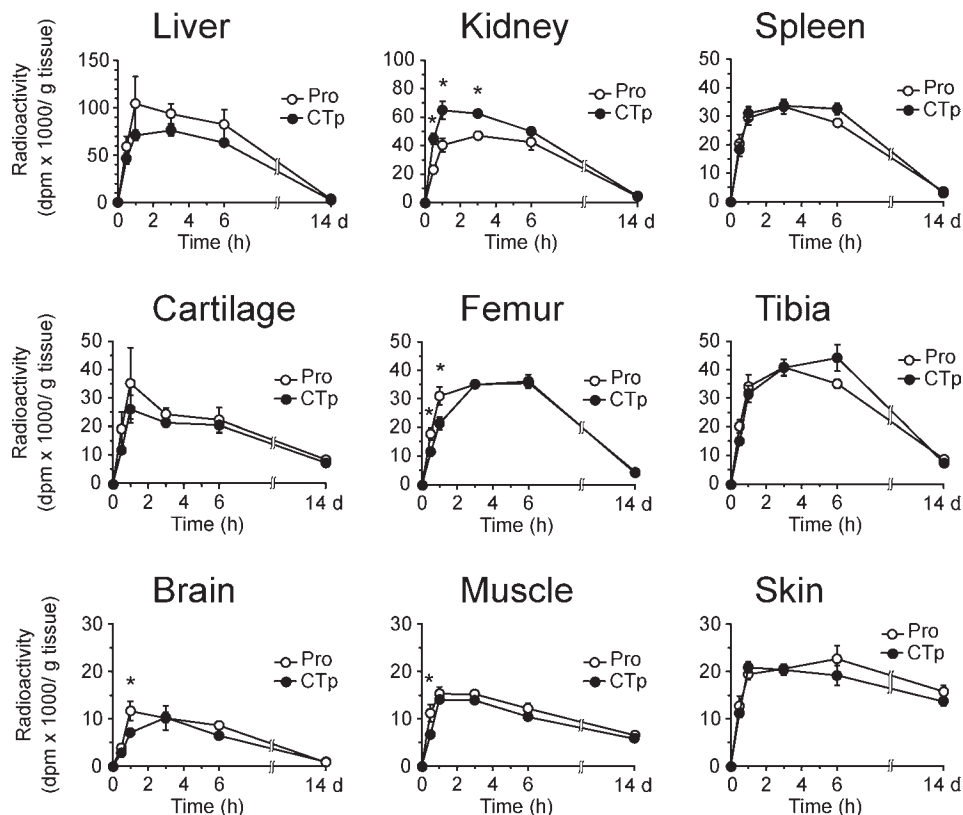 Liver
Radioactivity
(dpm x 1000/ g tissue)
150
125
100
75
50
25
0
Pro
CTp
0 2 4 6 14 d
Time (h)
Kidney
100
80
60
40
20
0
*
*
*
Pro
CTp
0 2 4 6 14 d
Time (h)
Spleen
50
40
30
20
10
0
Pro
CTp
0 2 4 6 14 d
Time (h)
Cartilage
Radioactivity
(dpm x 1000/ g tissue)
50
40
30
20
10
0
Pro
CTp
0 2 4 6 14 d
Time (h)
Femur
50
40
30
20
10
0
*
*
Pro
CTp
0 2 4 6 14 d
Time (h)
Tibia
50
40
30
20
10
0
Pro
CTp
0 2 4 6 14 d
Time (h)
Brain
Radioactivity
(dpm x 1000/ g tissue)
30
20
10
0
*
Pro
CTp
0 2 4 6 14 d
Time (h)
Muscle
30
20
10
0
*
Pro
CTp
0 2 4 6 14 d
Time (h)
Skin
30
20
10
0
Pro
CTp
0 2 4 6 14 d
Time (h)